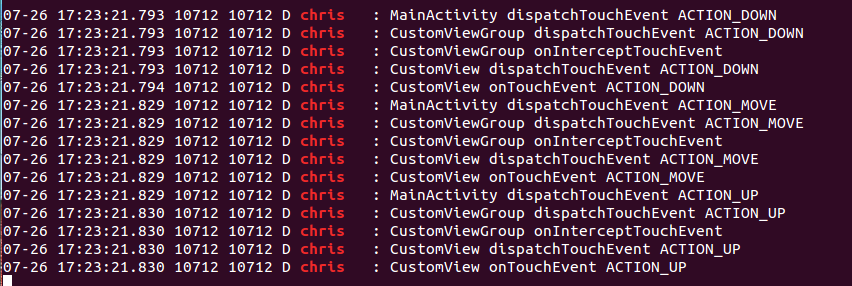 07-26 17:23:21.793 10712 10712 D chris   : MainActivity dispatchTouchEvent ACTION_DOWN
07-26 17:23:21.793 10712 10712 D chris   : CustomViewGroup dispatchTouchEvent ACTION_DOWN
07-26 17:23:21.793 10712 10712 D chris   : CustomViewGroup onInterceptTouchEvent
07-26 17:23:21.793 10712 10712 D chris   : CustomView dispatchTouchEvent ACTION_DOWN
07-26 17:23:21.794 10712 10712 D chris   : CustomView onTouchEvent ACTION_DOWN
07-26 17:23:21.829 10712 10712 D chris   : MainActivity dispatchTouchEvent ACTION_MOVE
07-26 17:23:21.829 10712 10712 D chris   : CustomViewGroup dispatchTouchEvent ACTION_MOVE
07-26 17:23:21.829 10712 10712 D chris   : CustomViewGroup onInterceptTouchEvent
07-26 17:23:21.829 10712 10712 D chris   : CustomView dispatchTouchEvent ACTION_MOVE
07-26 17:23:21.829 10712 10712 D chris   : CustomView onTouchEvent ACTION_MOVE
07-26 17:23:21.829 10712 10712 D chris   : MainActivity dispatchTouchEvent ACTION_UP
07-26 17:23:21.830 10712 10712 D chris   : CustomViewGroup dispatchTouchEvent ACTION_UP
07-26 17:23:21.830 10712 10712 D chris   : CustomViewGroup onInterceptTouchEvent
07-26 17:23:21.830 10712 10712 D chris   : CustomView dispatchTouchEvent ACTION_UP
07-26 17:23:21.830 10712 10712 D chris   : CustomView onTouchEvent ACTION_UP